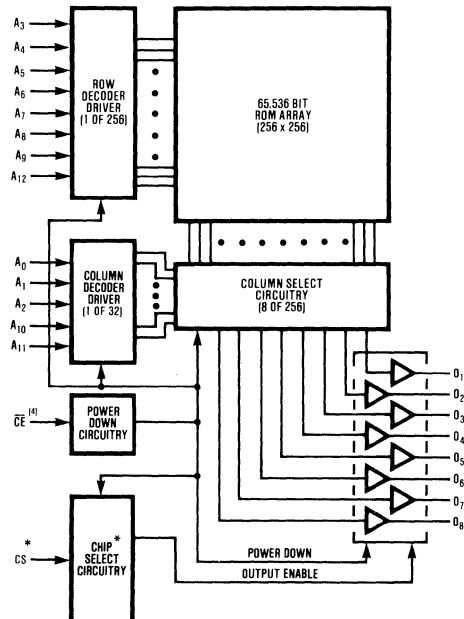 A3
A4
A5
A6
A7
A8
A9
A12
ROW
DECODER
DRIVER
(1 OF 256)
65,536 BIT
ROM ARRAY
(256 x 256)
A0
A1
A2
A10
A11
COLUMN
DECODER
DRIVER
(1 OF 32)
COLUMN SELECT
CIRCUITRY
(8 OF 256)
O1
O2
O3
O4
O5
O6
O7
O8
CE [4]
POWER
DOWN
CIRCUITRY
*
CS
CHIP *
SELECT
CIRCUITRY
POWER DOWN
OUTPUT ENABLE